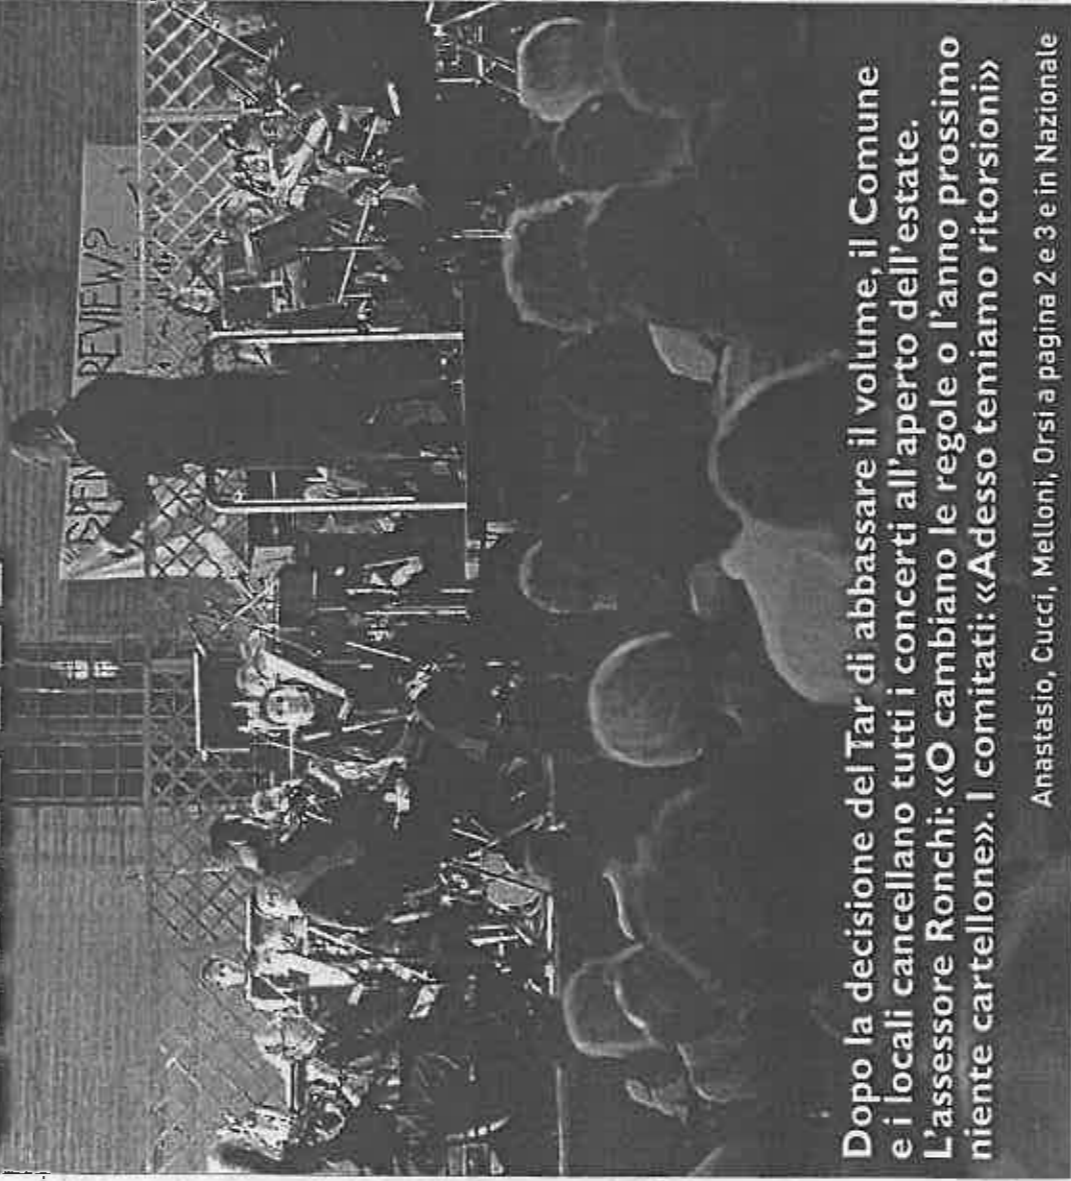 SPEN REVIEW?
Dopo la decisione del Tar di abbassare il volume, il Comune
e i locali cancellano tutti i concerti all'aperto dell'estate.
L'assessore Ronchi: «O cambiano le regole o l'anno prossimo
niente cartellone». I comitati: «Adesso temiamo ritorsioni»
Anastasio, Cucci, Melloni, Orsi a pagina 2 e 3 e in Nazionale